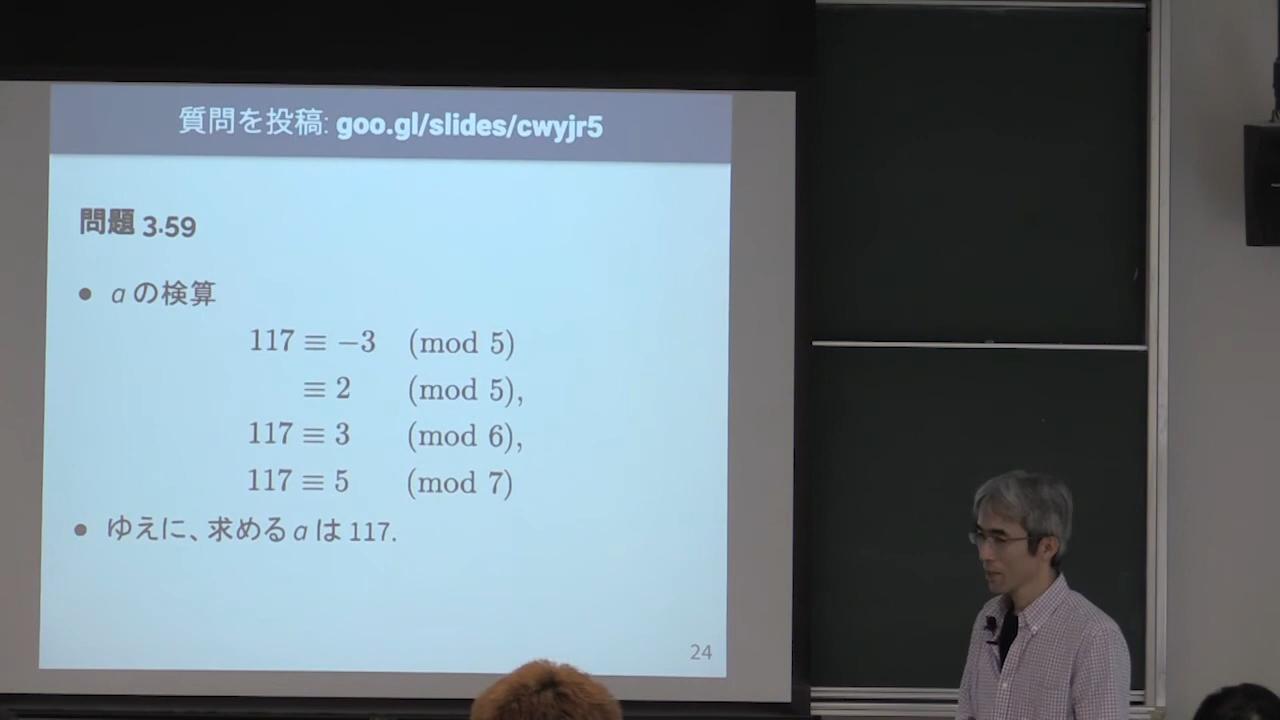 質問を投稿: goo.gl/slides/cwyjr5
問題 3.59
● a の検算
117 ≡ −3 (mod 5)
≡ 2 (mod 5),
117 ≡ 3 (mod 6),
117 ≡ 5 (mod 7)
● ゆえに、求める a は 117.
24